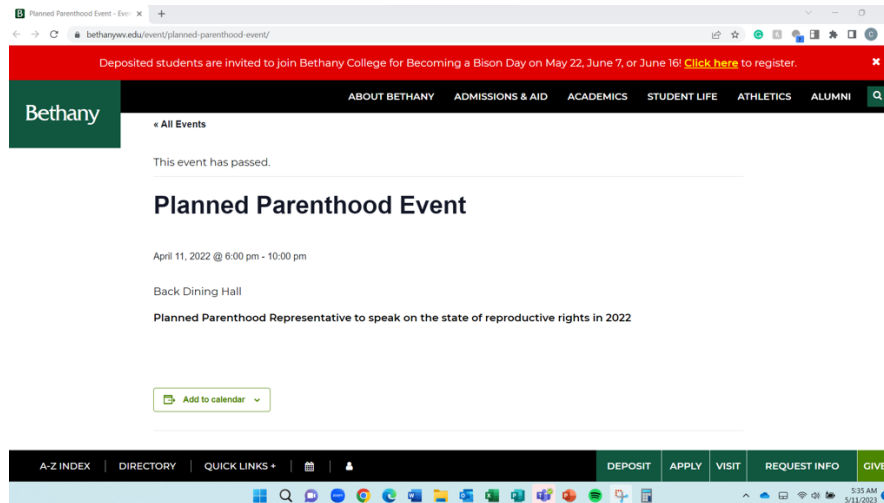 Planned Parenthood Event - Eve
bethanywv.edu/event/planned-parenthood-event/
Deposited students are invited to join Bethany College for Becoming a Bison Day on May 22, June 7, or June 16! Click here to register.
Bethany
ABOUT BETHANY ADMISSIONS & AID ACADEMICS STUDENT LIFE ATHLETICS ALUMNI
« All Events
This event has passed.
Planned Parenthood Event
April 11, 2022 @ 6:00 pm - 10:00 pm
Back Dining Hall
Planned Parenthood Representative to speak on the state of reproductive rights in 2022
Add to calendar
A-Z INDEX DIRECTORY QUICK LINKS + DEPOSIT APPLY VISIT REQUEST INFO GIVE
5:35 AM
5/11/2023